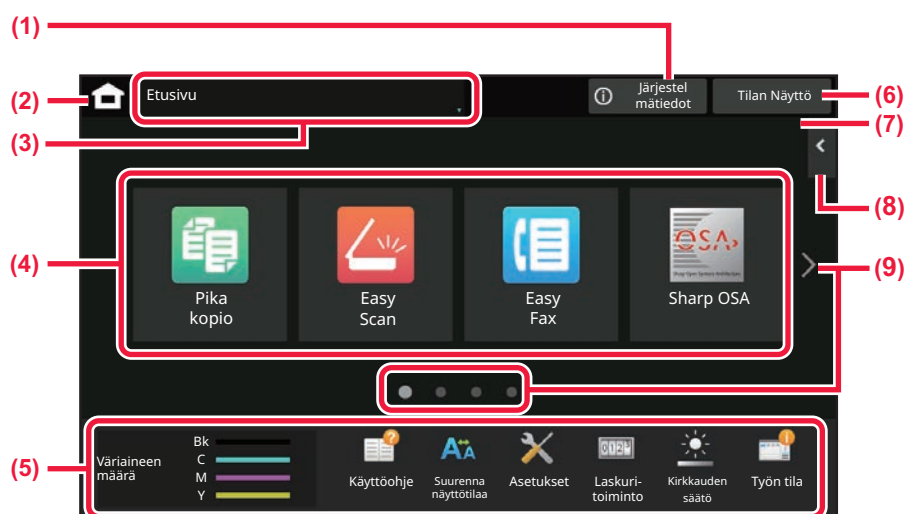 (1)
(2)
Etusivu
Järjestel
mätiedot
Tilan Näyttö
(6)
(3)
(7)
(8)
(4)
OSA
Pika
kopio
Easy
Scan
Easy
Fax
Sharp OSA
(9)
(5)
Väriaineen
määrä
Bk
C
M
Y
Käyttöohje
Suurenna
näyttötilaa
Asetukset
Laskuri-
toiminto
Kirkkauden
säätö
Työn tila